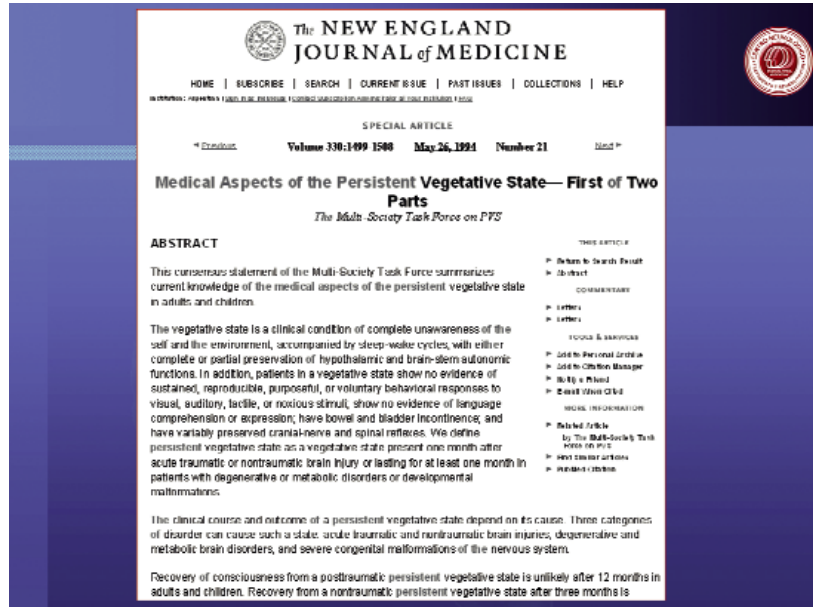 The NEW ENGLAND
JOURNAL of MEDICINE
HOME | SUBSCRIBE | SEARCH | CURRENT ISSUE | PAST ISSUES | COLLECTIONS | HELP
SPECIAL ARTICLE
Previous Volume 330:1499-1508 May 26, 1994 Number 21 Next
Medical Aspects of the Persistent Vegetative State— First of Two
Parts
The Multi-Society Task Force on PVS
ABSTRACT
This consensus statement of the Multi-Society Task Force summarizes
current knowledge of the medical aspects of the persistent vegetative state
in adults and children.
The vegetative state is a clinical condition of complete unawareness of the
self and the environment, accompanied by sleep-wake cycles, with either
complete or partial preservation of hypothalamic and brain-stem autonomic
functions. In addition, patients in a vegetative state show no evidence of
sustained, reproducible, purposeful, or voluntary behavioral responses to
visual, auditory, tactile, or noxious stimuli; show no evidence of language
comprehension or expression; have bowel and bladder incontinence; and
have variably preserved cranial-nerve and spinal reflexes. We define
persistent vegetative state as a vegetative state present one month after
acute traumatic or nontraumatic brain injury or lasting for at least one month in
patients with degenerative or metabolic disorders or developmental
malformations.
THIS ARTICLE
Return to Search Result
Abstract
COMMENTARY
Letters
Letters
TOOLS & SERVICES
Add to Personal Archive
Add to Citation Manager
Notify a Friend
E-mail When Cited
MORE INFORMATION
Related Article
by The Multi-Society Task
Force on PVS
Find Similar Articles
PubMed Citation
The clinical course and outcome of a persistent vegetative state depend on its cause. Three categories
of disorder can cause such a state: acute traumatic and nontraumatic brain injuries, degenerative and
metabolic brain disorders, and severe congenital malformations of the nervous system.
Recovery of consciousness from a posttraumatic persistent vegetative state is unlikely after 12 months in
adults and children. Recovery from a nontraumatic persistent vegetative state after three months is